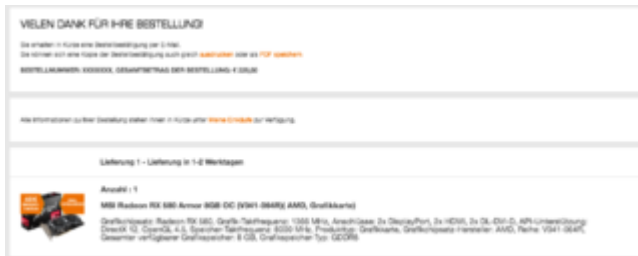 VIELEN DANK FÜR IHRE BESTELLUNG!
Sie erhalten in Kürze eine Bestellbestätigung per E-Mail.
Sie können sich eine Kopie der Bestellbestätigung auch gleich ausdrucken oder als PDF speichern.
BESTELLNUMMER: XXXXXXX, GESAMTBETRAG DER BESTELLUNG: €
Alle Informationen zu Ihrer Bestellung stehen Ihnen in Kürze unter Meine Einkäufe zur Verfügung.
Lieferung 1 - Lieferung in 1-2 Werktagen
Anzahl : 1
MSI Radeon RX 580 Armor 8GB OC (V341-064R)( AMD, Grafikkarte)
Grafikchipsatz: Radeon RX 580, Grafik-Taktfrequenz: 1366 MHz, Anschlüsse: 2x DisplayPort, 2x HDMI, 2x DL-DVI-D, API-Unterstützung:
DirectX 12, OpenGL 4.5, Speicher Taktfrequenz: 8000 MHz, Produkttyp: Grafikkarte, Grafikchipsatz Hersteller: AMD, Reihe: V341-064R,
Gesamter verfügbarer Grafikspeicher: 8 GB, Grafikspeicher Typ: GDDR5